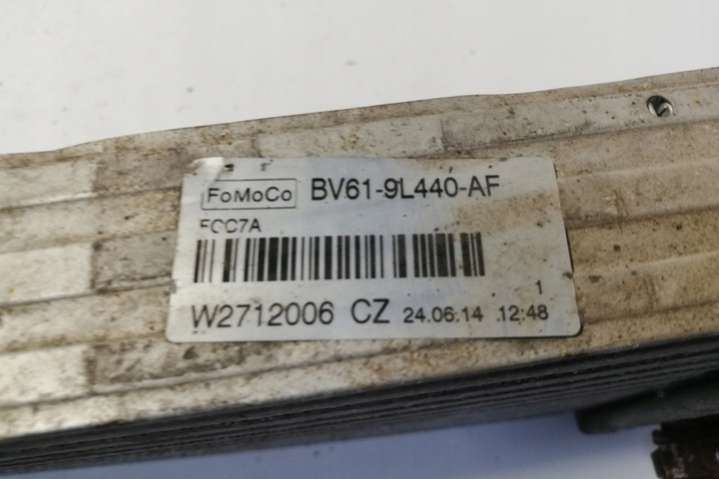 FoMoCo BV61-9L440-AF
FCC7A
1
W2712006 CZ 24.06.14 12:48